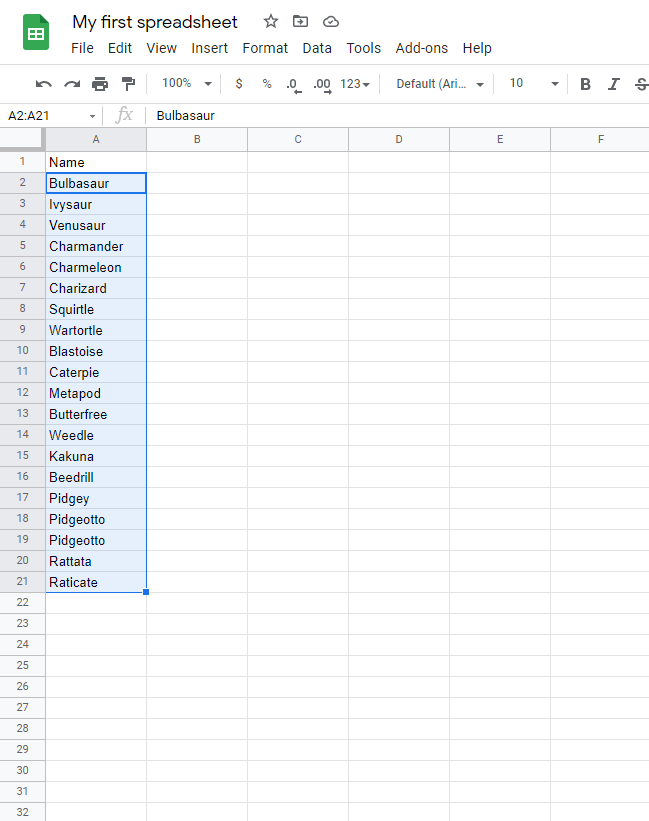 My first spreadsheet
File Edit View Insert Format Data Tools Add-ons Help
100% $ % .0 .00 123 Default (Ari... 10 B I S
A2:A21 fx Bulbasaur
A B C D E F
1 Name
2 Bulbasaur
3 Ivysaur
4 Venusaur
5 Charmander
6 Charmeleon
7 Charizard
8 Squirtle
9 Wartortle
10 Blastoise
11 Caterpie
12 Metapod
13 Butterfree
14 Weedle
15 Kakuna
16 Beedrill
17 Pidgey
18 Pidgeotto
19 Pidgeotto
20 Rattata
21 Raticate
22
23
24
25
26
27
28
29
30
31
32